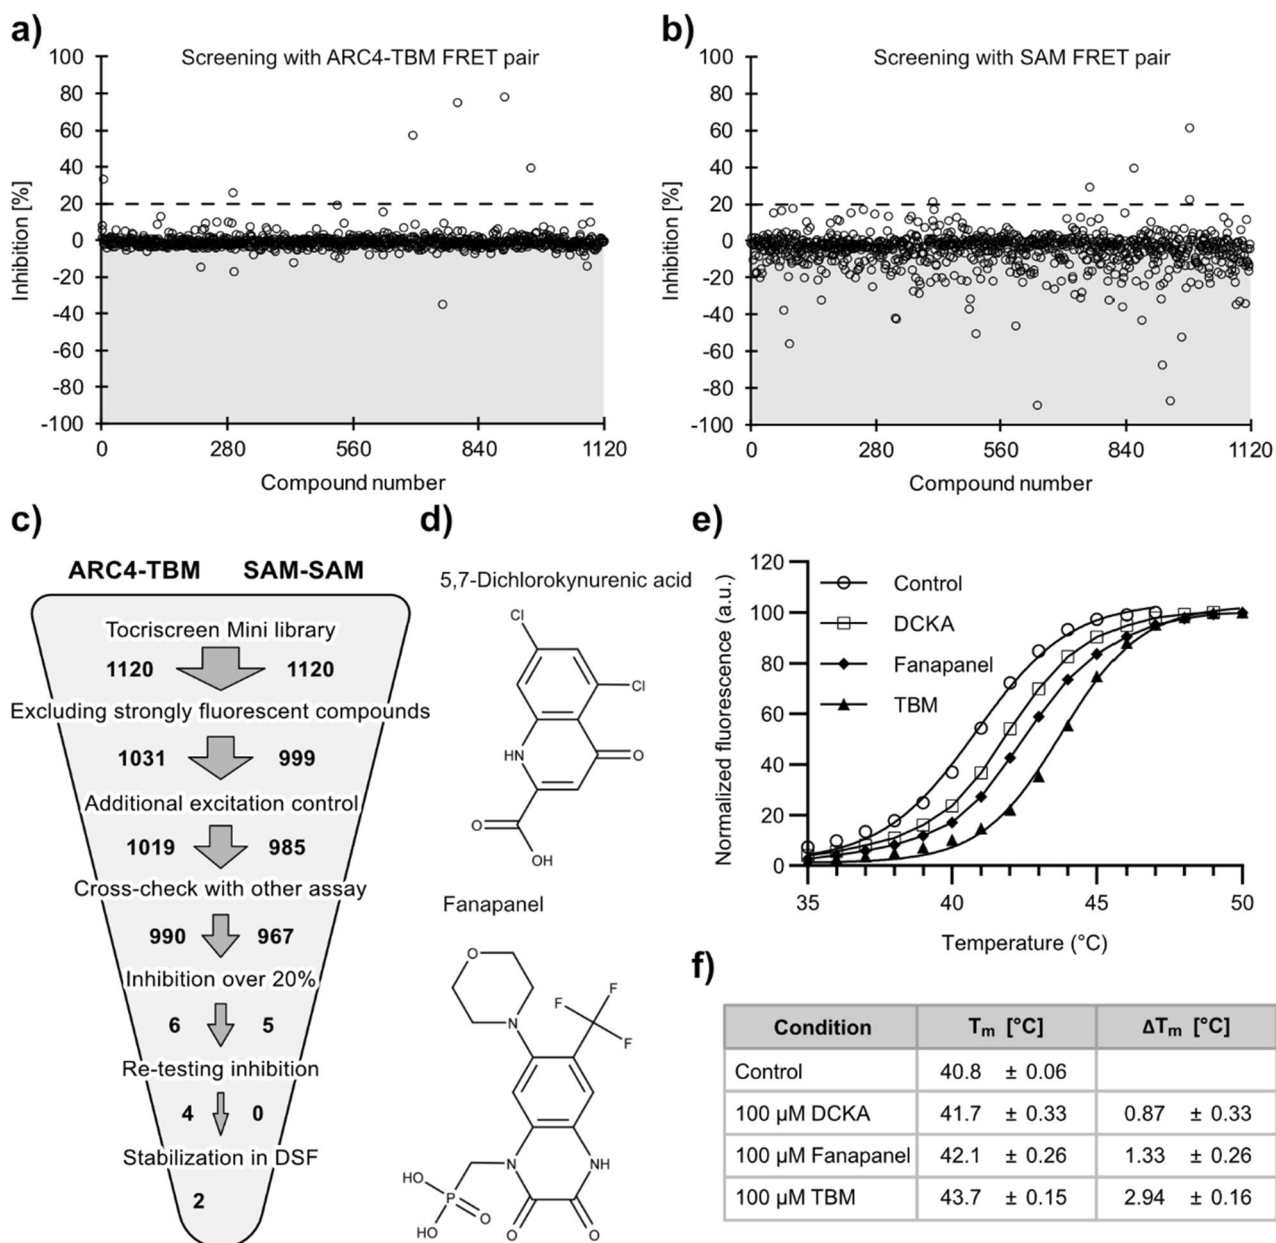 a)
Screening with ARC4-TBM FRET pair
Inhibition [%]
100
80
60
40
20
0
-20
-40
-60
-80
-100
0 280 560 840 1120
Compound number
b)
Screening with SAM FRET pair
Inhibition [%]
100
80
60
40
20
0
-20
-40
-60
-80
-100
0 280 560 840 1120
Compound number
c)
ARC4-TBM SAM-SAM
Tocriscreen Mini library
1120 1120
Excluding strongly fluorescent compounds
1031 999
Additional excitation control
1019 985
Cross-check with other assay
990 967
Inhibition over 20%
6 5
Re-testing inhibition
4 0
Stabilization in DSF
2
d)
5,7-Dichlorokynurenic acid
Cl
Cl
HN
O
O
OH
Fanapanel
O
F
F
N
F
HO
N
NH
P
O
HO
O
O
e)
Normalized fluorescence (a.u.)
120
100
80
60
40
20
0
Control
DCKA
Fanapanel
TBM
35 40 45 50
Temperature (°C)
f)
Condition Tm [°C] ΔTm [°C]
Control 40.8 ± 0.06
100 µM DCKA 41.7 ± 0.33 0.87 ± 0.33
100 µM Fanapanel 42.1 ± 0.26 1.33 ± 0.26
100 µM TBM 43.7 ± 0.15 2.94 ± 0.16